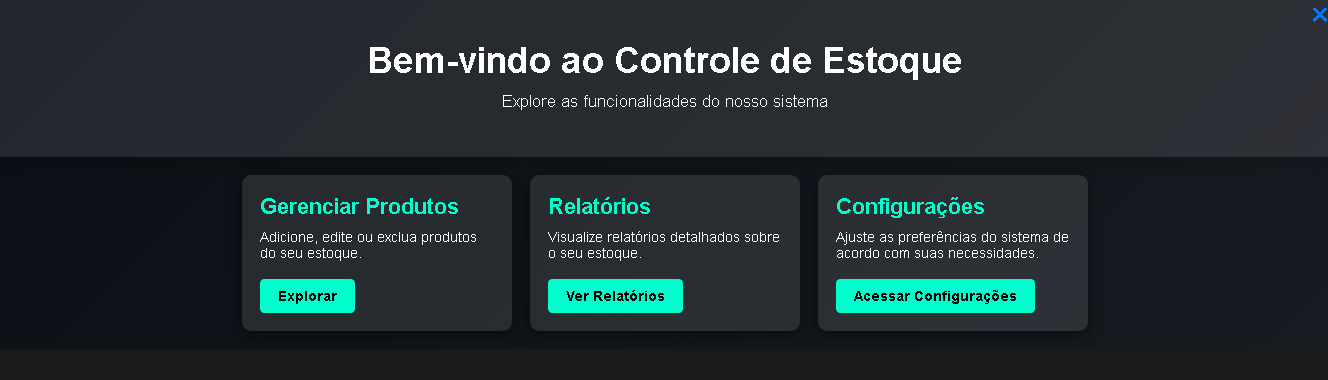 Bem-vindo ao Controle de Estoque
Explore as funcionalidades do nosso sistema
Gerenciar Produtos
Adicione, edite ou exclua produtos
do seu estoque.
Explorar
Relatórios
Visualize relatórios detalhados sobre
o seu estoque.
Ver Relatórios
Configurações
Ajuste as preferências do sistema de
acordo com suas necessidades.
Acessar Configurações